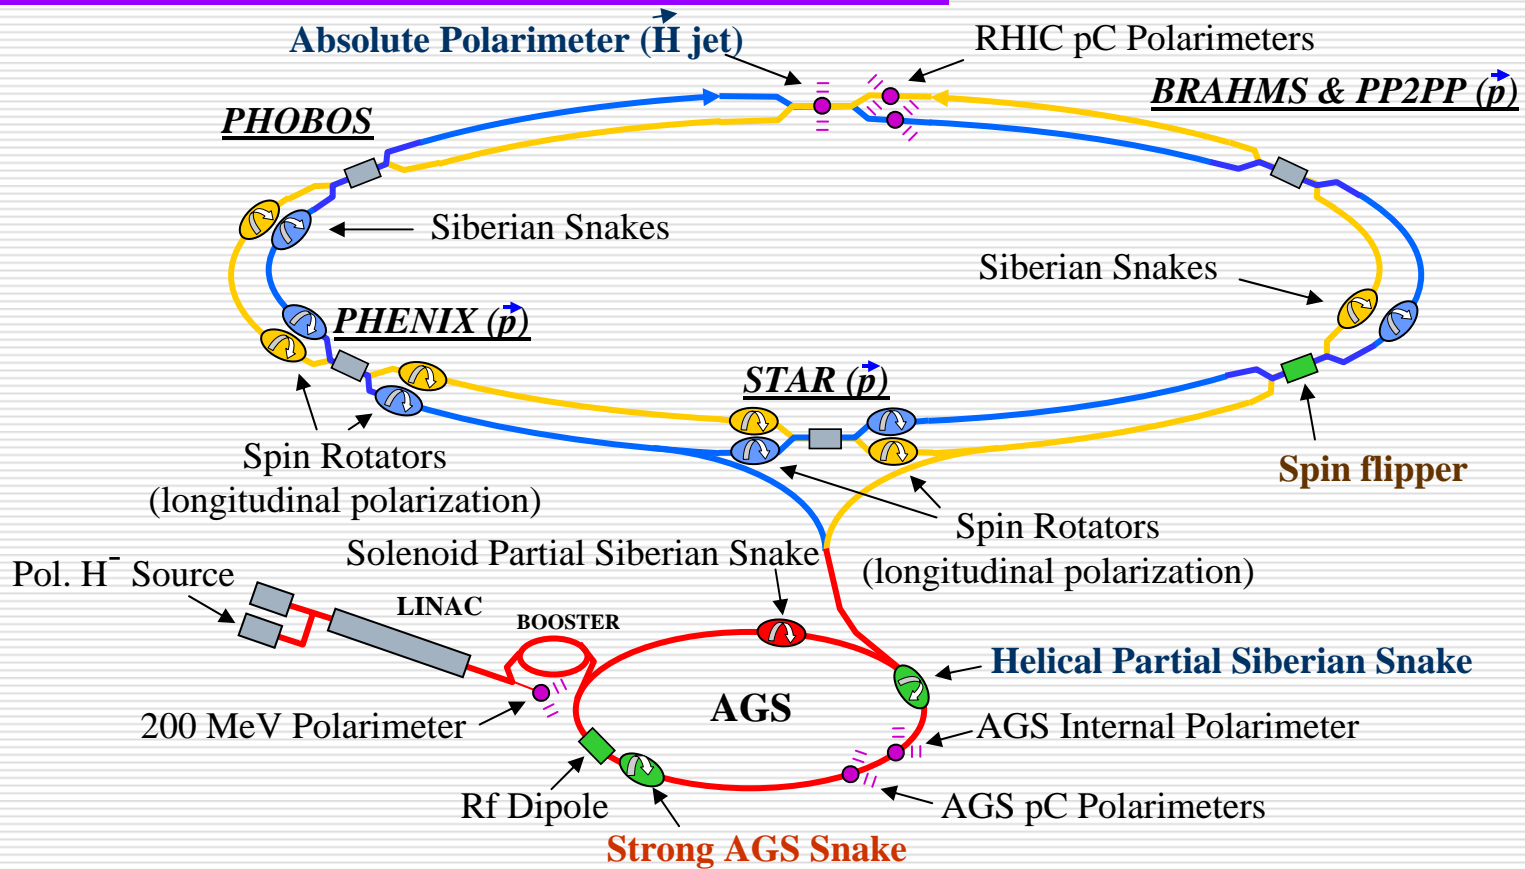 Absolute Polarimeter (H jet)
RHIC pC Polarimeters
BRAHMS & PP2PP (p)
PHOBOS
Siberian Snakes
Siberian Snakes
PHENIX (p)
STAR (p)
Spin Rotators
(longitudinal polarization)
Spin flipper
Spin Rotators
(longitudinal polarization)
Solenoid Partial Siberian Snake
Pol. H⁻ Source
LINAC
BOOSTER
Helical Partial Siberian Snake
AGS
200 MeV Polarimeter
AGS Internal Polarimeter
Rf Dipole
AGS pC Polarimeters
Strong AGS Snake